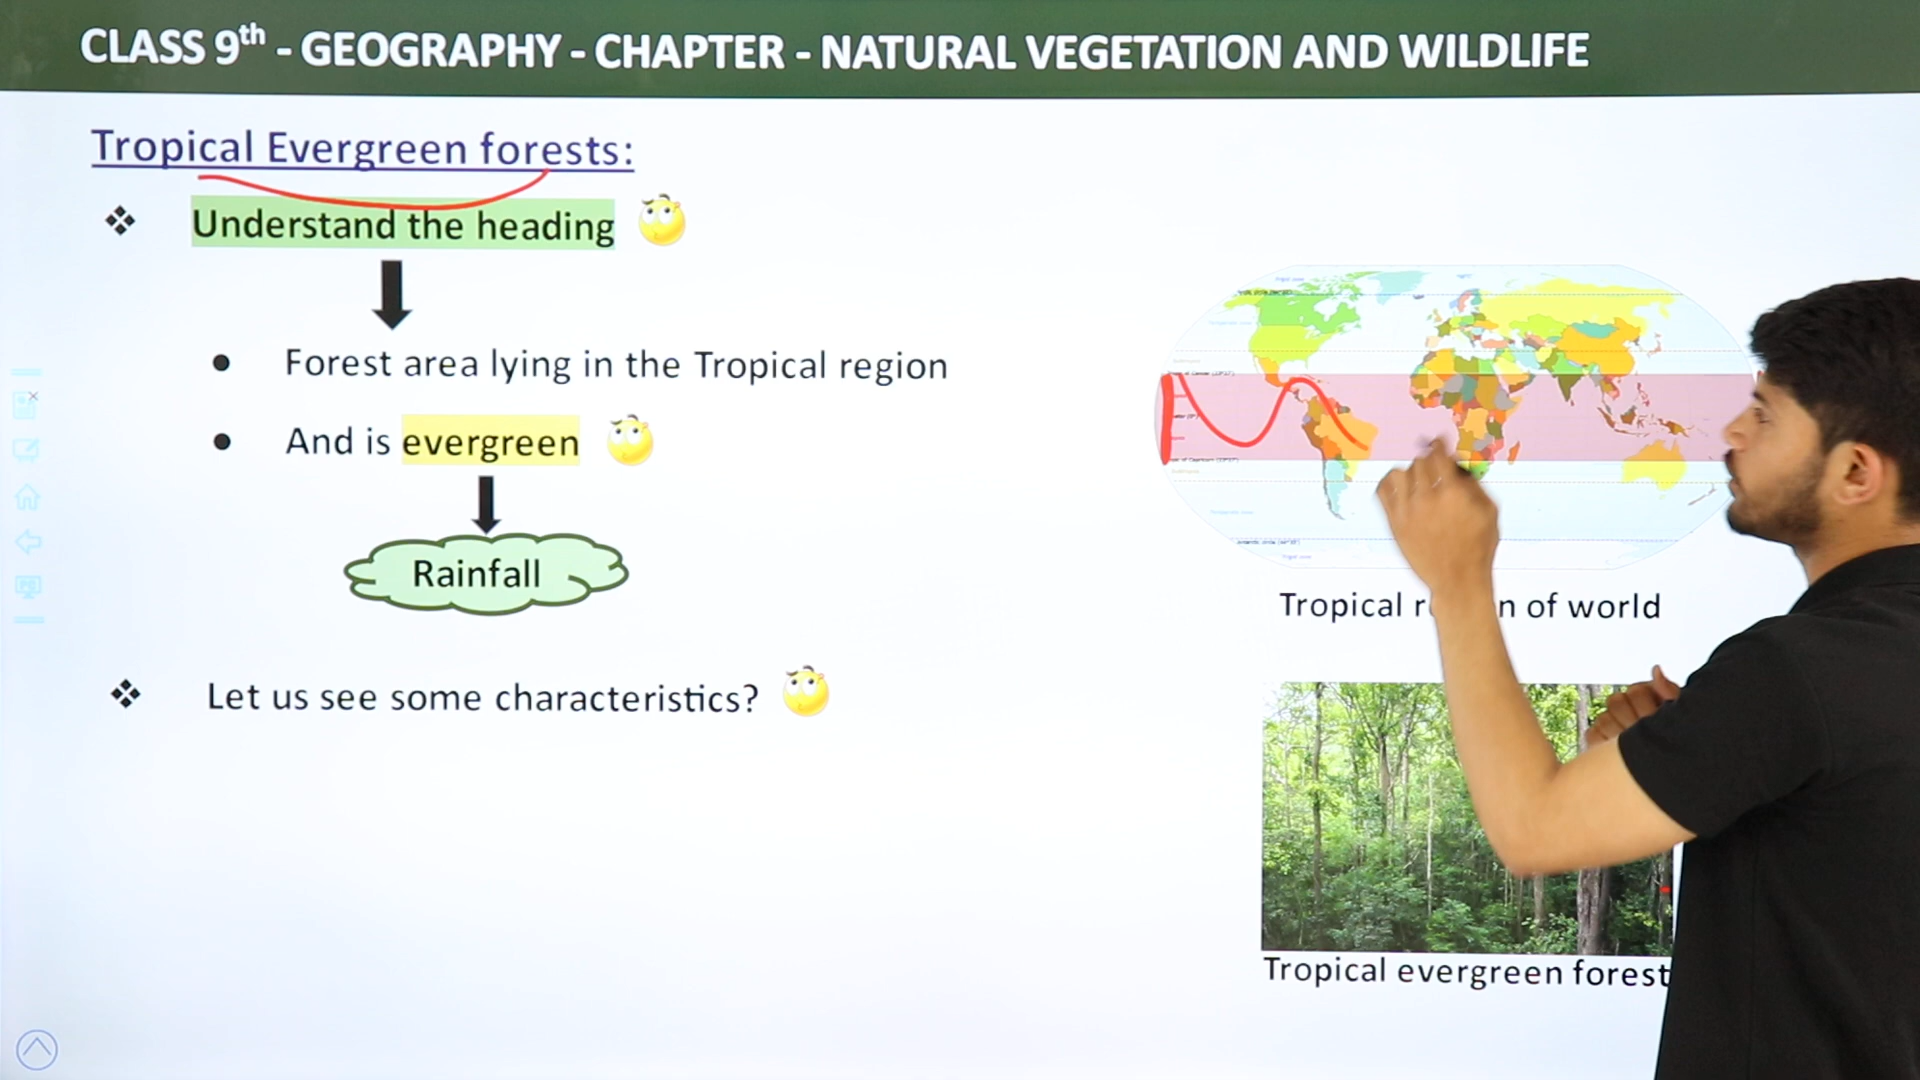 CLASS 9th - GEOGRAPHY - CHAPTER - NATURAL VEGETATION AND WILDLIFE
Tropical Evergreen forests:
❖ Understand the heading
● Forest area lying in the Tropical region
● And is evergreen
Rainfall
❖ Let us see some characteristics?
Tropical r n of world
Tropical evergreen forest